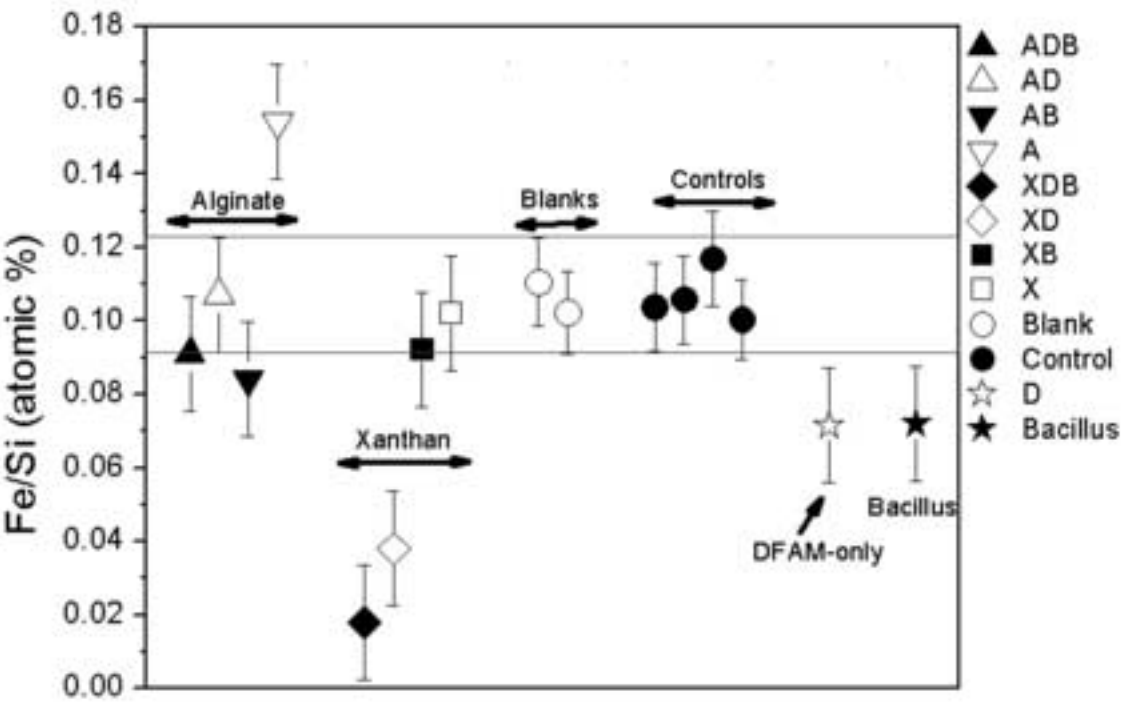 0.18
0.16
0.14
0.12
0.10
0.08
0.06
0.04
0.02
0.00
Fe/Si (atomic %)
Alginate
Xanthan
Blanks
Controls
DFAM-only
Bacillus
ADB
AD
AB
A
XDB
XD
XB
X
Blank
Control
D
Bacillus